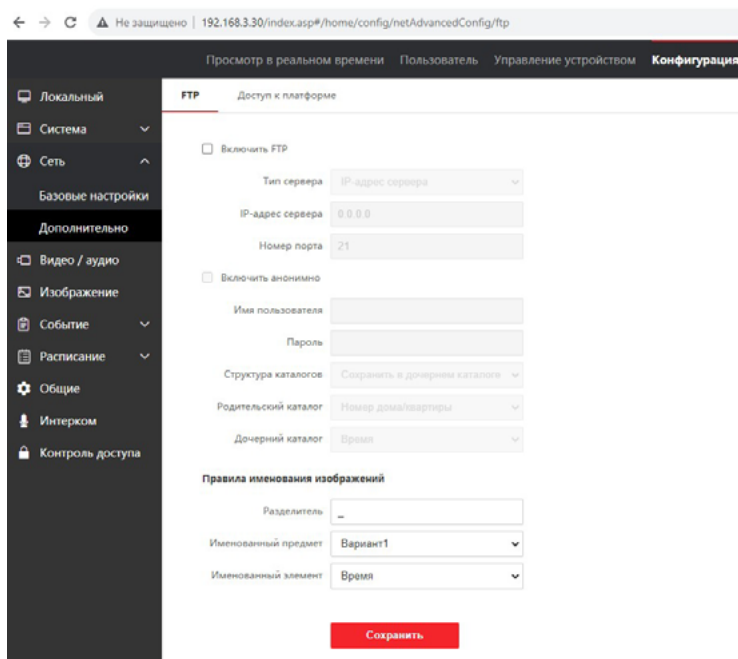 Не защищено | 192.168.3.30/index.asp#/home/config/netAdvancedConfig/ftp
Просмотр в реальном времени Пользователь Управление устройством Конфигурация
Локальный
Система
Сеть
Базовые настройки
Дополнительно
Видео / аудио
Изображение
Событие
Расписание
Общие
Интерком
Контроль доступа
FTP Доступ к платформе
Включить FTP
Тип сервера IP-адрес сервера
IP-адрес сервера 0.0.0.0
Номер порта 21
Включить анонимно
Имя пользователя
Пароль
Структура каталогов Сохранить в дочернем каталоге
Родительский каталог Номер дома/квартиры
Дочерний каталог Время
Правила именования изображений
Разделитель _
Именованный предмет Вариант1
Именованный элемент Время
Сохранить